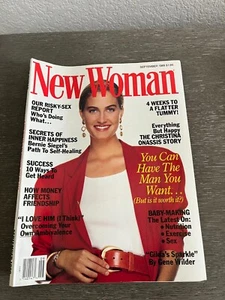 SEPTEMBER 1989
New Woman
OUR RISKY-SEX
REPORT
Who's Doing
What...
SECRETS OF
INNER HAPPINESS
Bernie Siegel's
Path To Self-Healing
SUCCESS
10 Ways To
Get Heard
HOW MONEY
AFFECTS
FRIENDSHIP
"I LOVE HIM (I Think)"
Overcoming Your
Own Ambivalence
4 WEEKS TO
A FLATTER
TUMMY!
Everything
But Happy
THE CHRISTINA
ONASSIS STORY
You Can
Have The
Man You
Want...
(But is it worth it?)
BABY-MAKING
The Latest On:
• Nutrition
• Exercise
• Sex
"Gilda's Sparkle"
By Gene Wilder